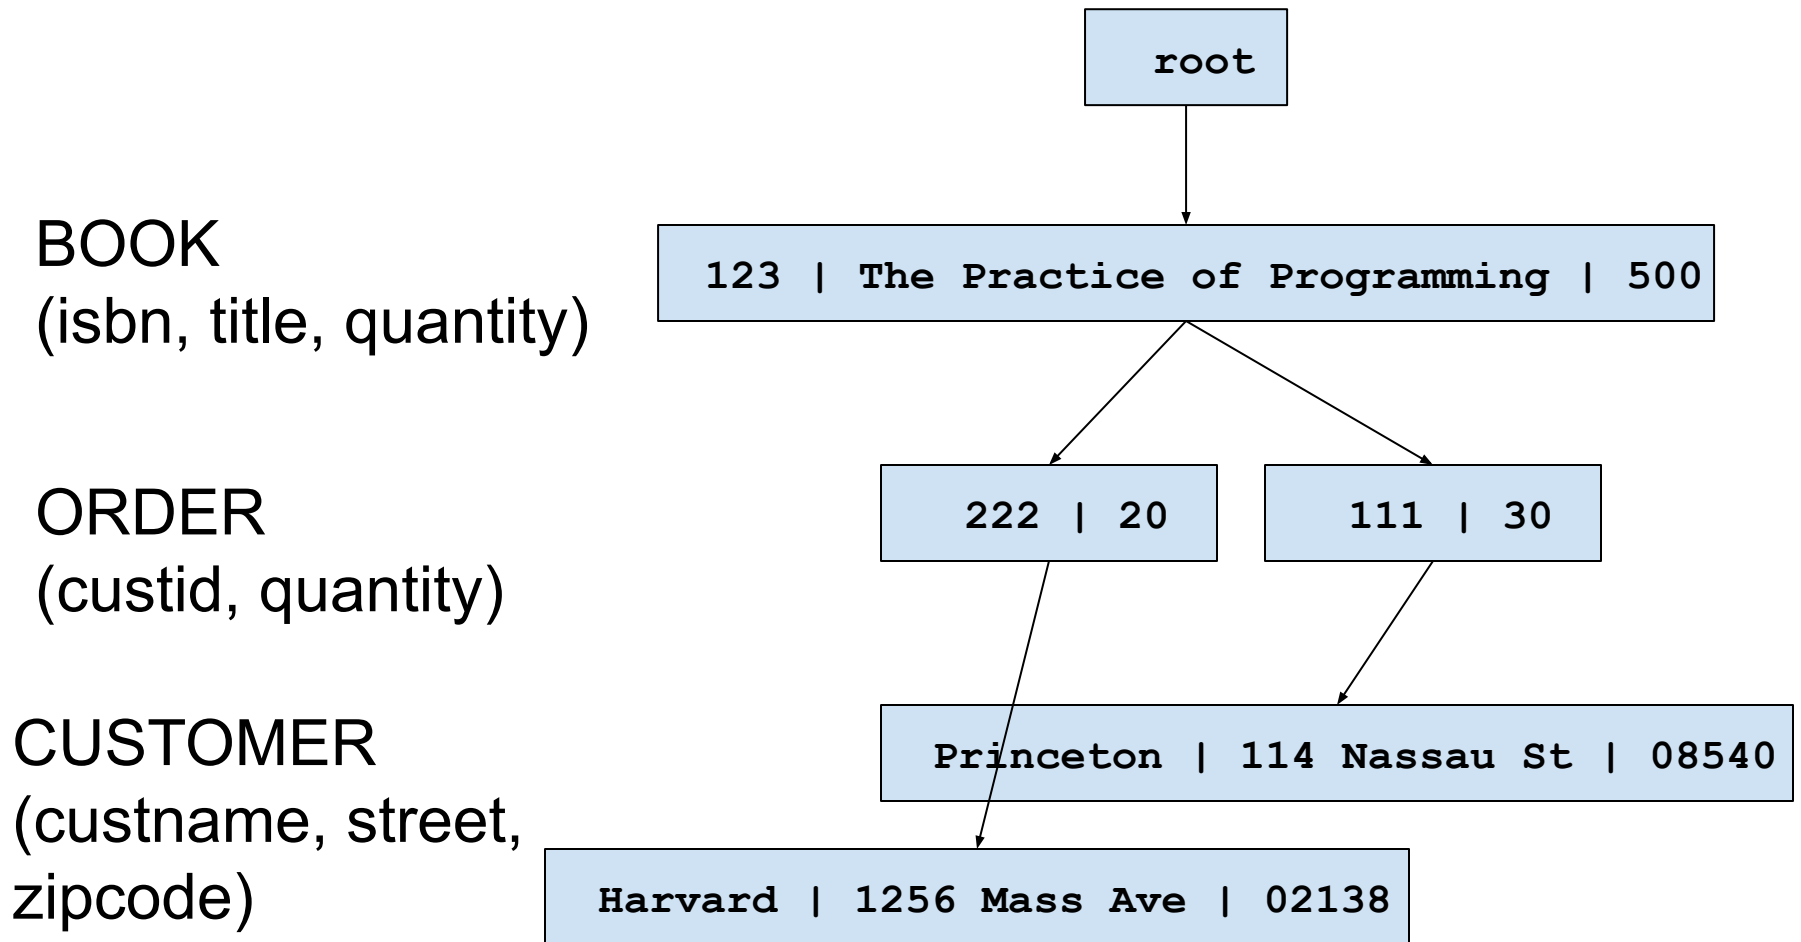 root
BOOK
(isbn, title, quantity)
123 | The Practice of Programming | 500
ORDER
(custid, quantity)
222 | 20
111 | 30
CUSTOMER
(custname, street,
zipcode)
Princeton | 114 Nassau St | 08540
Harvard | 1256 Mass Ave | 02138